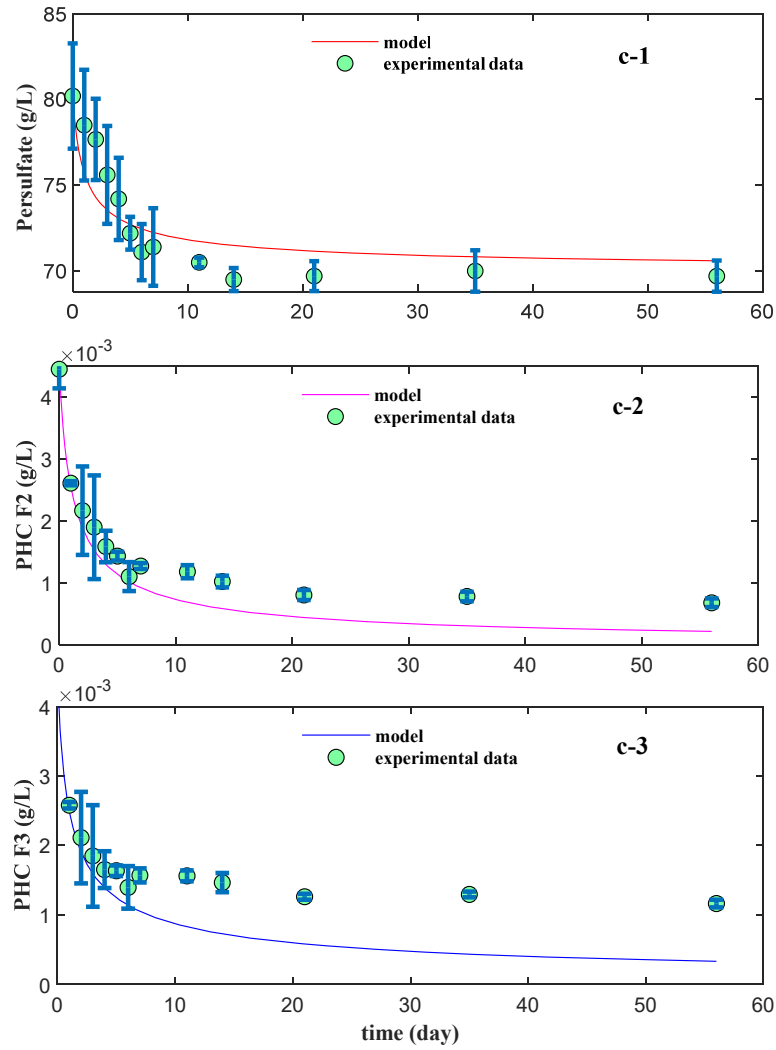 85
80
75
70
Persulfate (g/L)
model
experimental data
c-1
0 10 20 30 40 50 60
×10-3
4
3
2
1
0
PHC F2 (g/L)
model
experimental data
c-2
0 10 20 30 40 50 60
×10-3
4
3
2
1
0
PHC F3 (g/L)
model
experimental data
c-3
0 10 20 30 40 50 60
time (day)